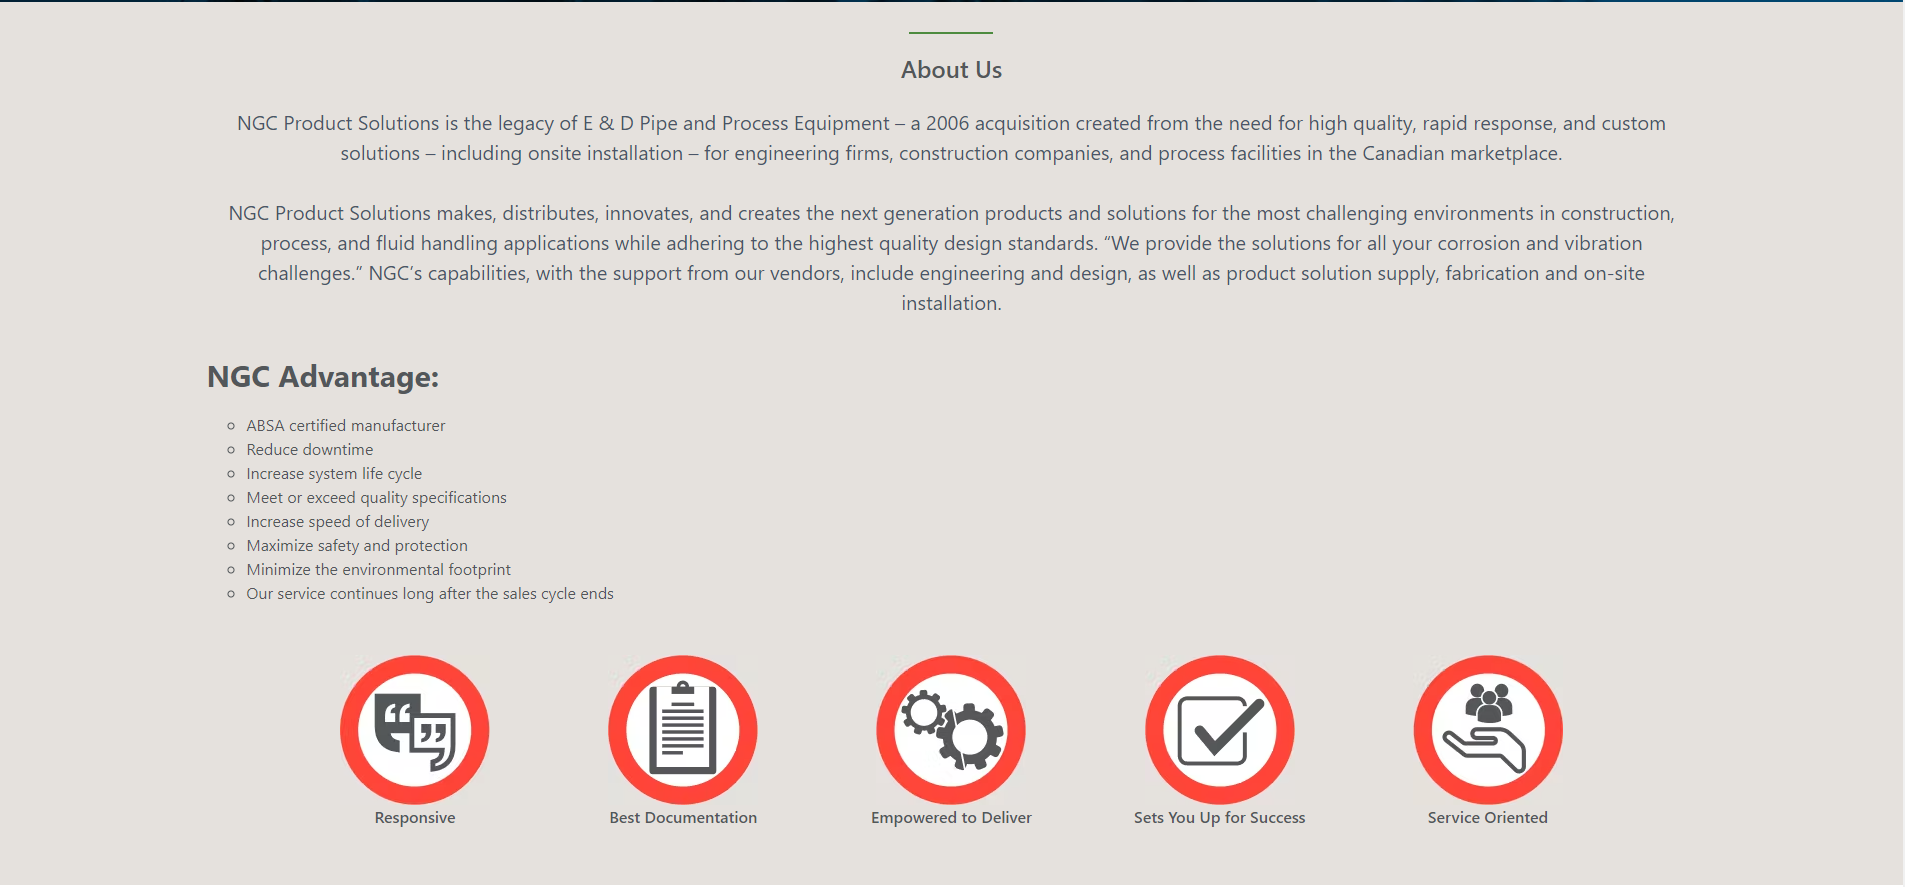 About Us
NGC Product Solutions is the legacy of E & D Pipe and Process Equipment – a 2006 acquisition created from the need for high quality, rapid response, and custom
solutions – including onsite installation – for engineering firms, construction companies, and process facilities in the Canadian marketplace.
NGC Product Solutions makes, distributes, innovates, and creates the next generation products and solutions for the most challenging environments in construction,
process, and fluid handling applications while adhering to the highest quality design standards. “We provide the solutions for all your corrosion and vibration
challenges.” NGC’s capabilities, with the support from our vendors, include engineering and design, as well as product solution supply, fabrication and on-site
installation.
NGC Advantage:
ABSA certified manufacturer
Reduce downtime
Increase system life cycle
Meet or exceed quality specifications
Increase speed of delivery
Maximize safety and protection
Minimize the environmental footprint
Our service continues long after the sales cycle ends
Responsive
Best Documentation
Empowered to Deliver
Sets You Up for Success
Service Oriented